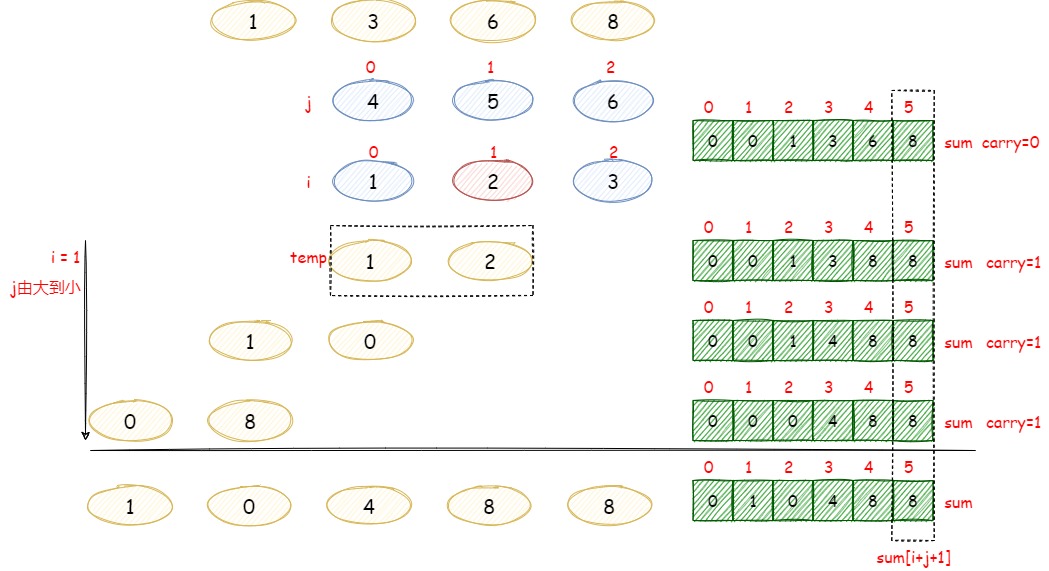 1 3 6 8
0 1 2
j 4 5 6
0 1 2 3 4 5
0 0 1 3 6 8 sum carry=0
0 1 2
i 1 2 3
0 1 2 3 4 5
i = 1
temp 1 2
0 0 1 3 8 8 sum carry=1
j由大到小
0 1 2 3 4 5
1 0
0 0 1 4 8 8 sum carry=1
0 1 2 3 4 5
0 8
0 0 0 4 8 8 sum carry=1
0 1 2 3 4 5
1 0 4 8 8
0 1 0 4 8 8 sum
sum[i+j+1]